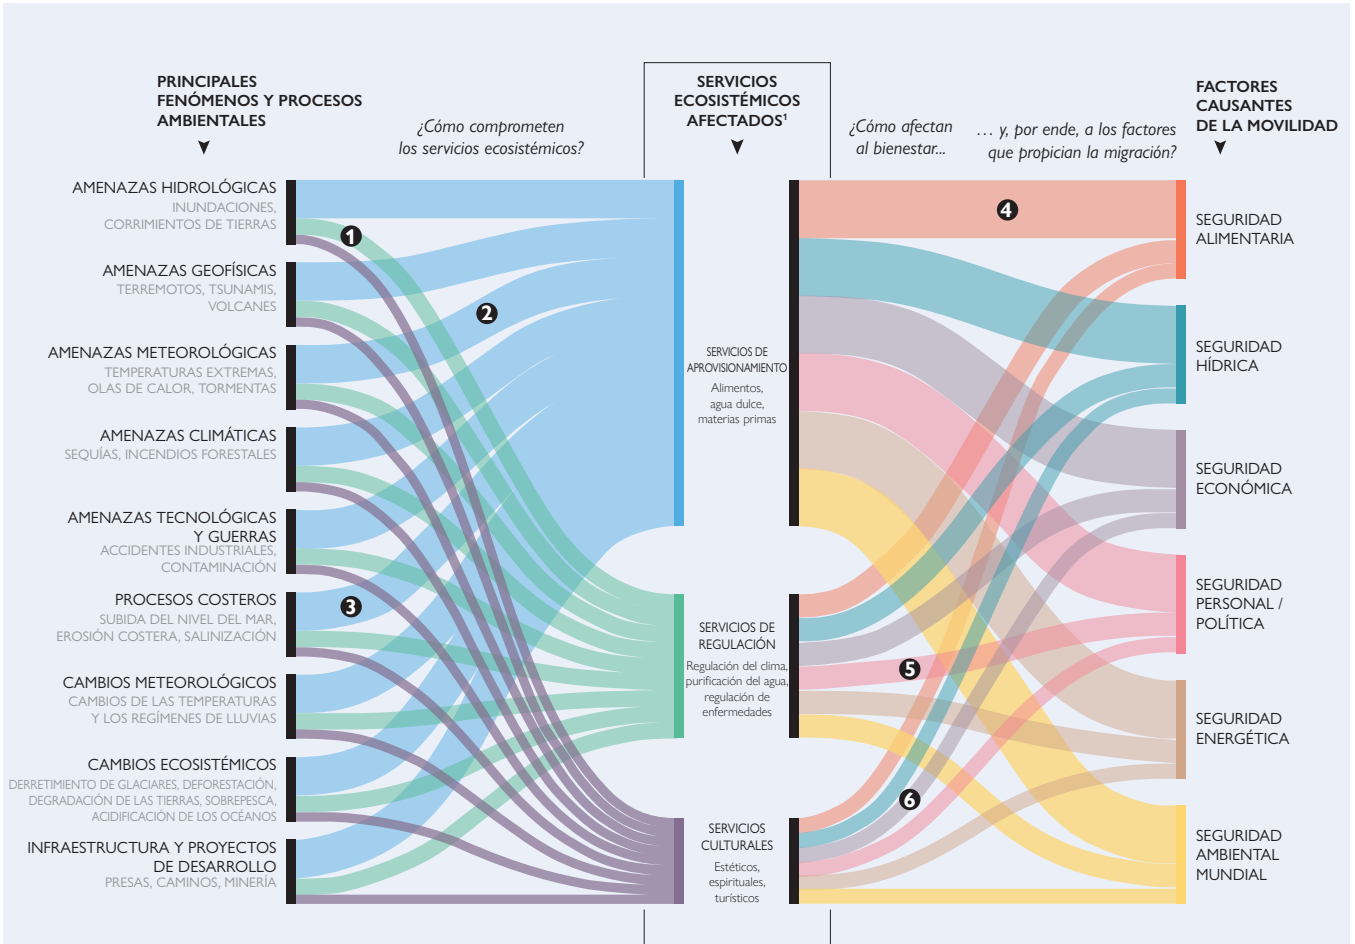 PRINCIPALES
FENÓMENOS Y PROCESOS
AMBIENTALES
¿Cómo comprometen
los servicios ecosistémicos?
SERVICIOS
ECOSISTÉMICOS
AFECTADOS¹
¿Cómo afectan
al bienestar...
… y, por ende, a los factores
que propician la migración?
FACTORES
CAUSANTES
DE LA MOVILIDAD
AMENAZAS HIDROLÓGICAS
INUNDACIONES,
CORRIMIENTOS DE TIERRAS
AMENAZAS GEOFÍSICAS
TERREMOTOS, TSUNAMIS,
VOLCANES
AMENAZAS METEOROLÓGICAS
TEMPERATURAS EXTREMAS,
OLAS DE CALOR, TORMENTAS
AMENAZAS CLIMÁTICAS
SEQUÍAS, INCENDIOS FORESTALES
AMENAZAS TECNOLÓGICAS
Y GUERRAS
ACCIDENTES INDUSTRIALES,
CONTAMINACIÓN
PROCESOS COSTEROS
SUBIDA DEL NIVEL DEL MAR,
EROSIÓN COSTERA, SALINIZACIÓN
CAMBIOS METEOROLÓGICOS
CAMBIOS DE LAS TEMPERATURAS
Y LOS REGÍMENES DE LLUVIAS
CAMBIOS ECOSISTÉMICOS
DERRETIMIENTO DE GLACIARES, DEFORESTACIÓN,
DEGRADACIÓN DE LAS TIERRAS, SOBREPESCA,
ACIDIFICACIÓN DE LOS OCÉANOS
INFRAESTRUCTURA Y PROYECTOS
DE DESARROLLO
PRESAS, CAMINOS, MINERÍA
1
2
3
SERVICIOS DE
APROVISIONAMIENTO
Alimentos,
agua dulce,
materias primas
SERVICIOS DE
REGULACIÓN
Regulación del clima,
purificación del agua,
regulación de
enfermedades
SERVICIOS
CULTURALES
Estéticos,
espirituales,
turísticos
4
5
6
SEGURIDAD
ALIMENTARIA
SEGURIDAD
HÍDRICA
SEGURIDAD
ECONÓMICA
SEGURIDAD
PERSONAL /
POLÍTICA
SEGURIDAD
ENERGÉTICA
SEGURIDAD
AMBIENTAL
MUNDIAL